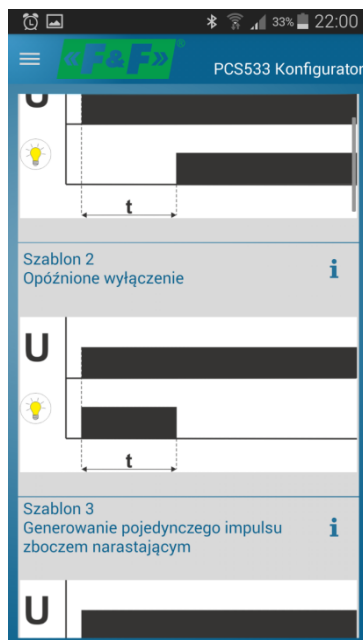 33% 22:00
«F&F»®
PCS533 Konfigurator
U
t
Szablon 2
Opóźnione wyłączenie
i
U
t
Szablon 3
Generowanie pojedynczego impulsu
zboczem narastającym
i
U